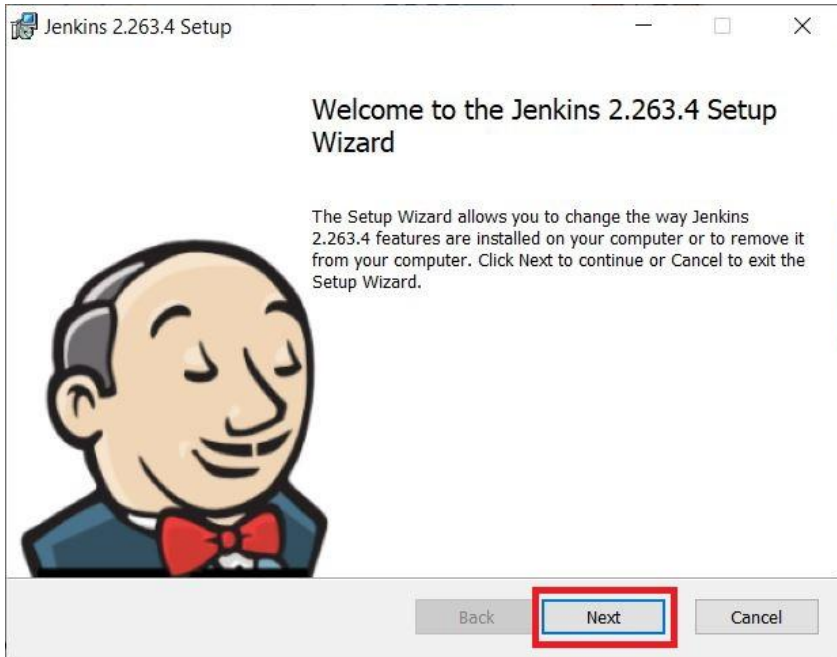 Jenkins 2.263.4 Setup
Welcome to the Jenkins 2.263.4 Setup
Wizard
The Setup Wizard allows you to change the way Jenkins
2.263.4 features are installed on your computer or to remove it
from your computer. Click Next to continue or Cancel to exit the
Setup Wizard.
Back Next Cancel